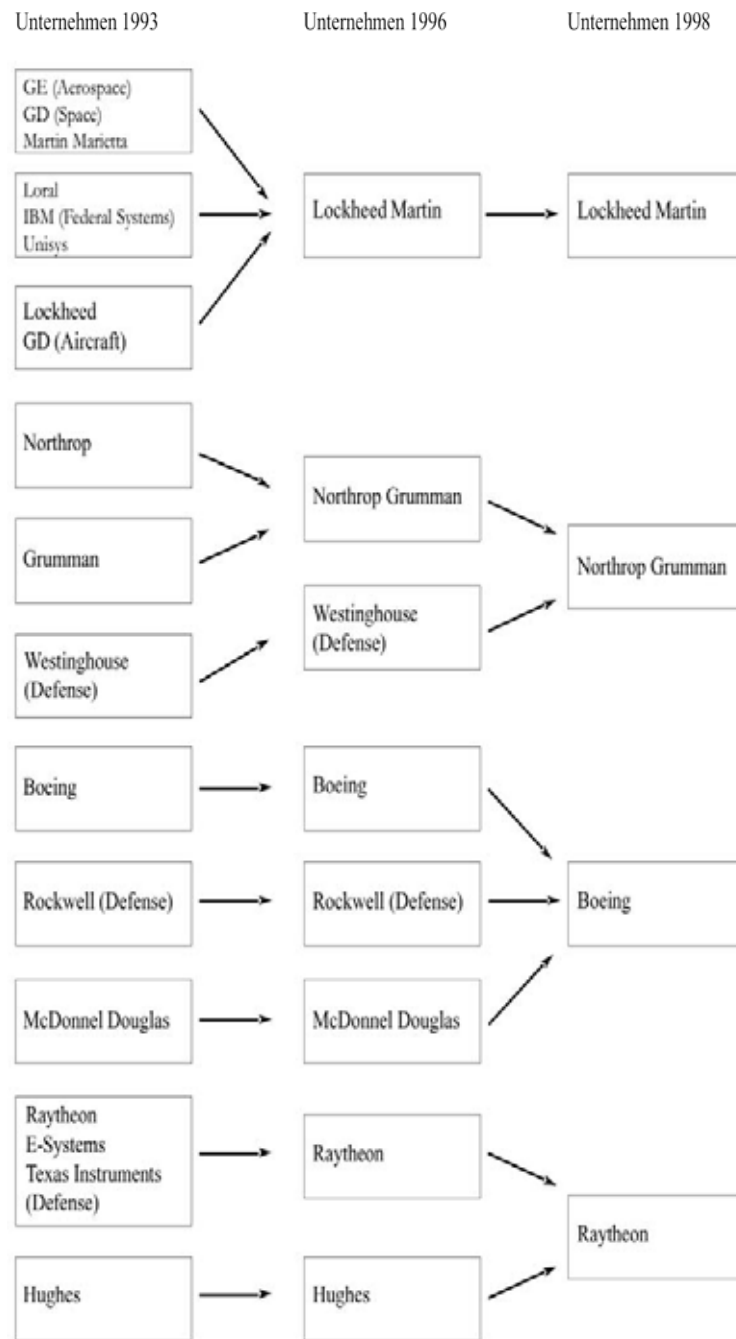 Unternehmen 1993
Unternehmen 1996
Unternehmen 1998
GE (Aerospace)
GD (Space)
Martin Marietta
Loral
IBM (Federal Systems)
Unisys
Lockheed Martin
Lockheed Martin
Lockheed
GD (Aircraft)
Northrop
Northrop Grumman
Grumman
Northrop Grumman
Westinghouse
(Defense)
Westinghouse
(Defense)
Boeing
Boeing
Rockwell (Defense)
Rockwell (Defense)
Boeing
McDonnel Douglas
McDonnel Douglas
Raytheon
E-Systems
Texas Instruments
(Defense)
Raytheon
Raytheon
Hughes
Hughes